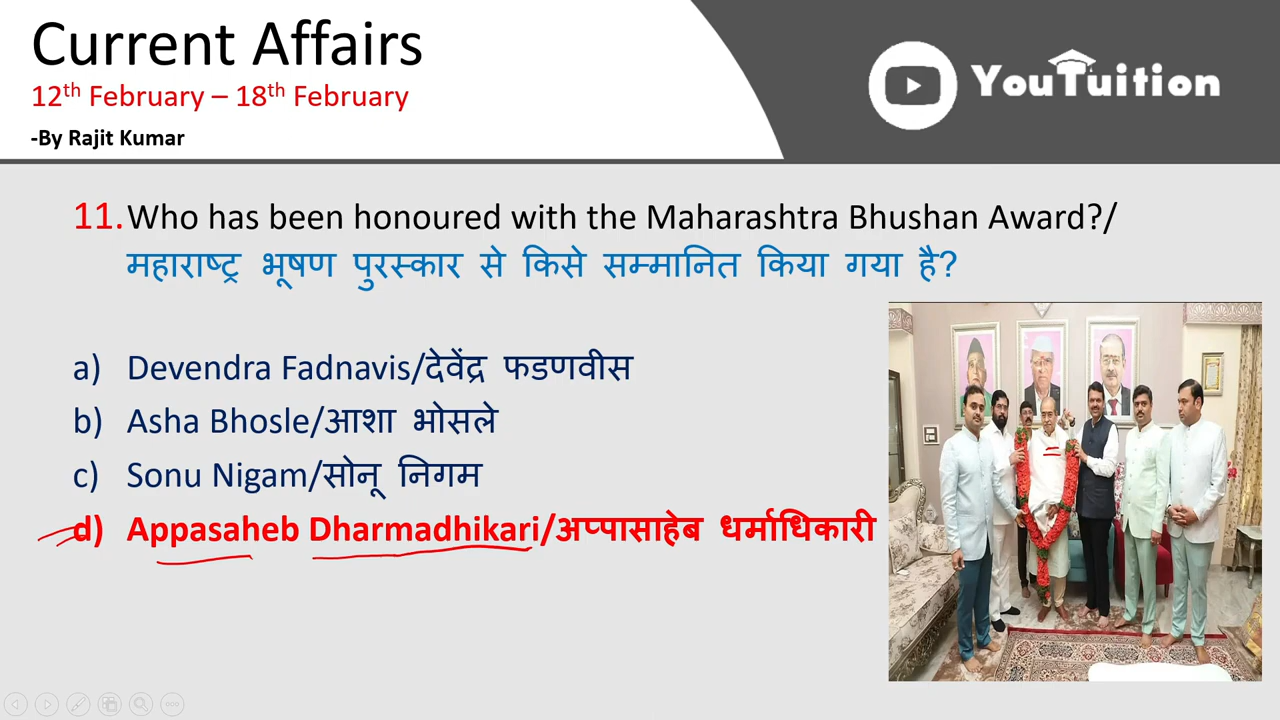 Current Affairs
12th February – 18th February
-By Rajit Kumar
YouTuition
11. Who has been honoured with the Maharashtra Bhushan Award?/
महाराष्ट्र भूषण पुरस्कार से किसे सम्मानित किया गया है?
a) Devendra Fadnavis/देवेंद्र फडणवीस
b) Asha Bhosle/आशा भोसले
c) Sonu Nigam/सोनू निगम
d) Appasaheb Dharmadhikari/अप्पासाहेब धर्माधिकारी